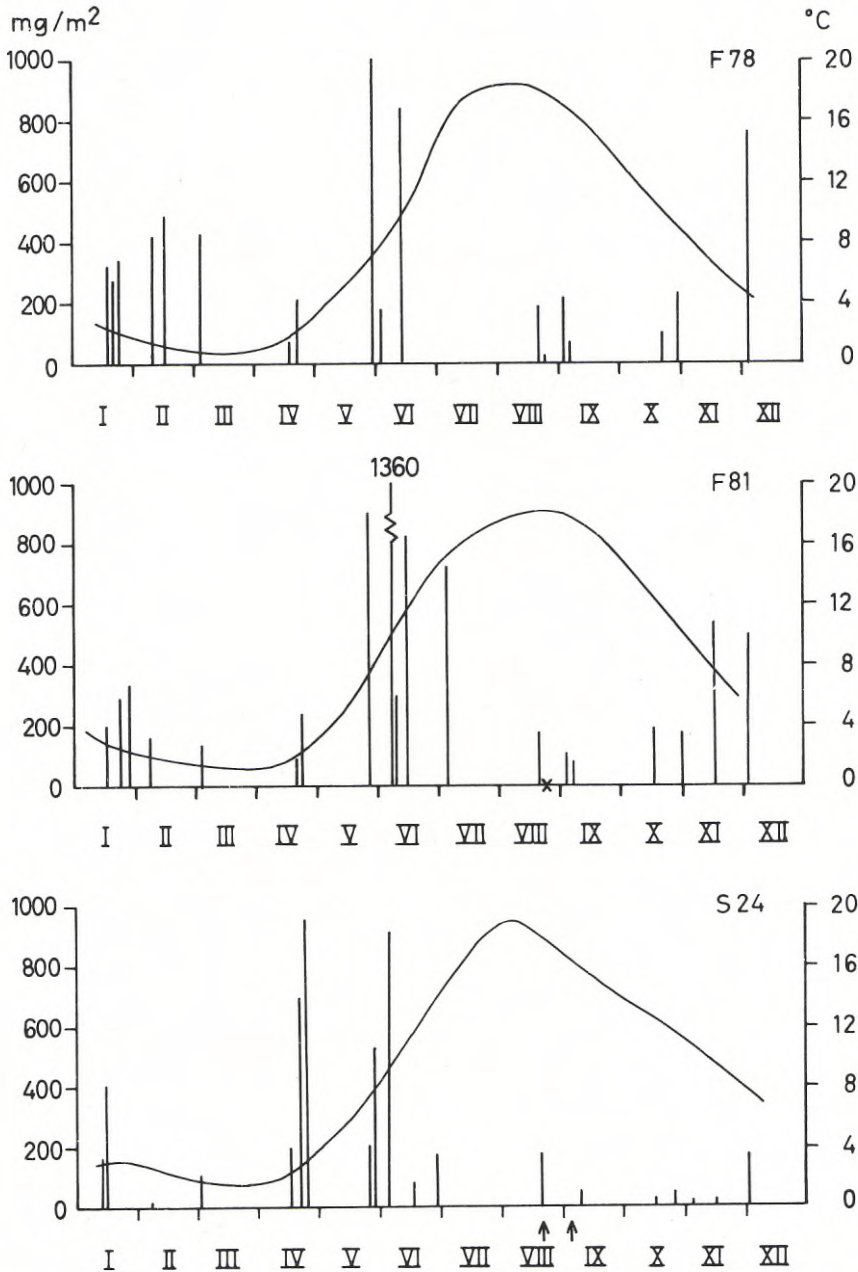 mg/m² °C
F78
1000 20
800 16
600 12
400 8
200 4
0 0
I II III IV V VI VII VIII IX X XI XII
1360
F81
1000 20
800 16
600 12
400 8
200 4
0 0
I II III IV V VI VII VIII IX X XI XII
S24
1000 20
800 16
600 12
400 8
200 4
0 0
I II III IV V VI VII VIII IX X XI XII